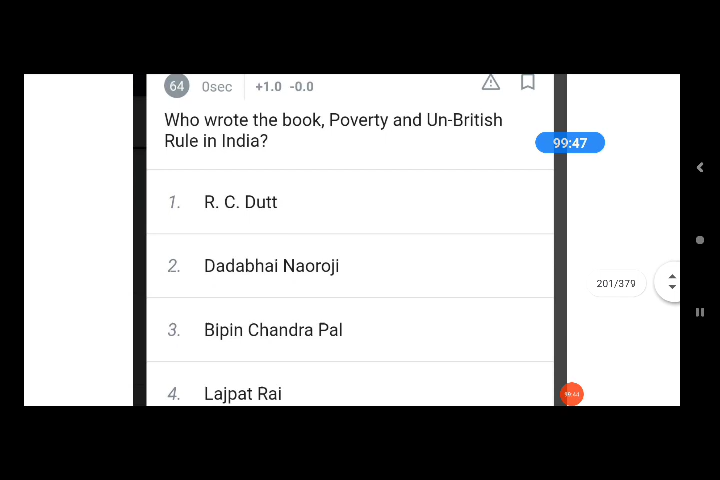 64 0sec +1.0 -0.0
Who wrote the book, Poverty and Un-British
Rule in India?
99:47
1. R. C. Dutt
2. Dadabhai Naoroji
201/379
3. Bipin Chandra Pal
4. Lajpat Rai